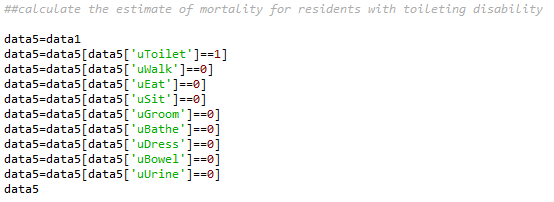 ##calculate the estimate of mortality for residents with toileting disability
data5=data1
data5=data5[data5['uToilet']==1]
data5=data5[data5['uWalk']==0]
data5=data5[data5['uEat']==0]
data5=data5[data5['uSit']==0]
data5=data5[data5['uGroom']==0]
data5=data5[data5['uBathe']==0]
data5=data5[data5['uDress']==0]
data5=data5[data5['uBowel']==0]
data5=data5[data5['uUrine']==0]
data5